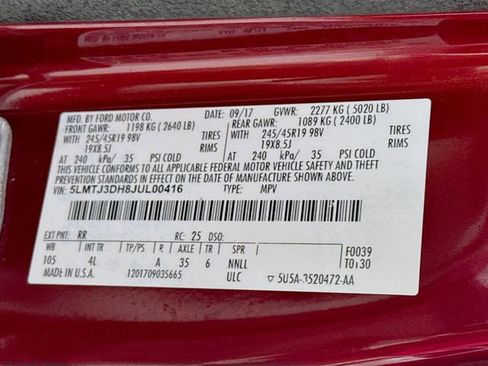 MFD. BY FORD MOTOR CO.
DATE: 09/17 GVWR: 2277 KG ( 5020 LB)
FRONT GAWR: 1198 KG ( 2640 LB) REAR GAWR: 1089 KG ( 2400 LB)
WITH 245/45R19 98V TIRES WITH 245/45R19 98V TIRES
19X8.5J RIMS 19X8.5J RIMS
AT 240 kPa/ 35 PSI COLD AT 240 kPa/ 35 PSI COLD
THIS VEHICLE CONFORMS TO ALL APPLICABLE FEDERAL MOTOR VEHICLE SAFETY AND THEFT
PREVENTION STANDARDS IN EFFECT ON THE DATE OF MANUFACTURE SHOWN ABOVE.
VIN: 5LMTJ3DH8JUL00416 TYPE: MPV
EXT PNT: RR RC: 25 DSO:
WB INT TR TP/PS R AXLE TR SPR F0039
105 4L A 35 6 NNLL T0130
MADE IN U.S.A. 1201709035665 ULC 5U5A-3520472-AA